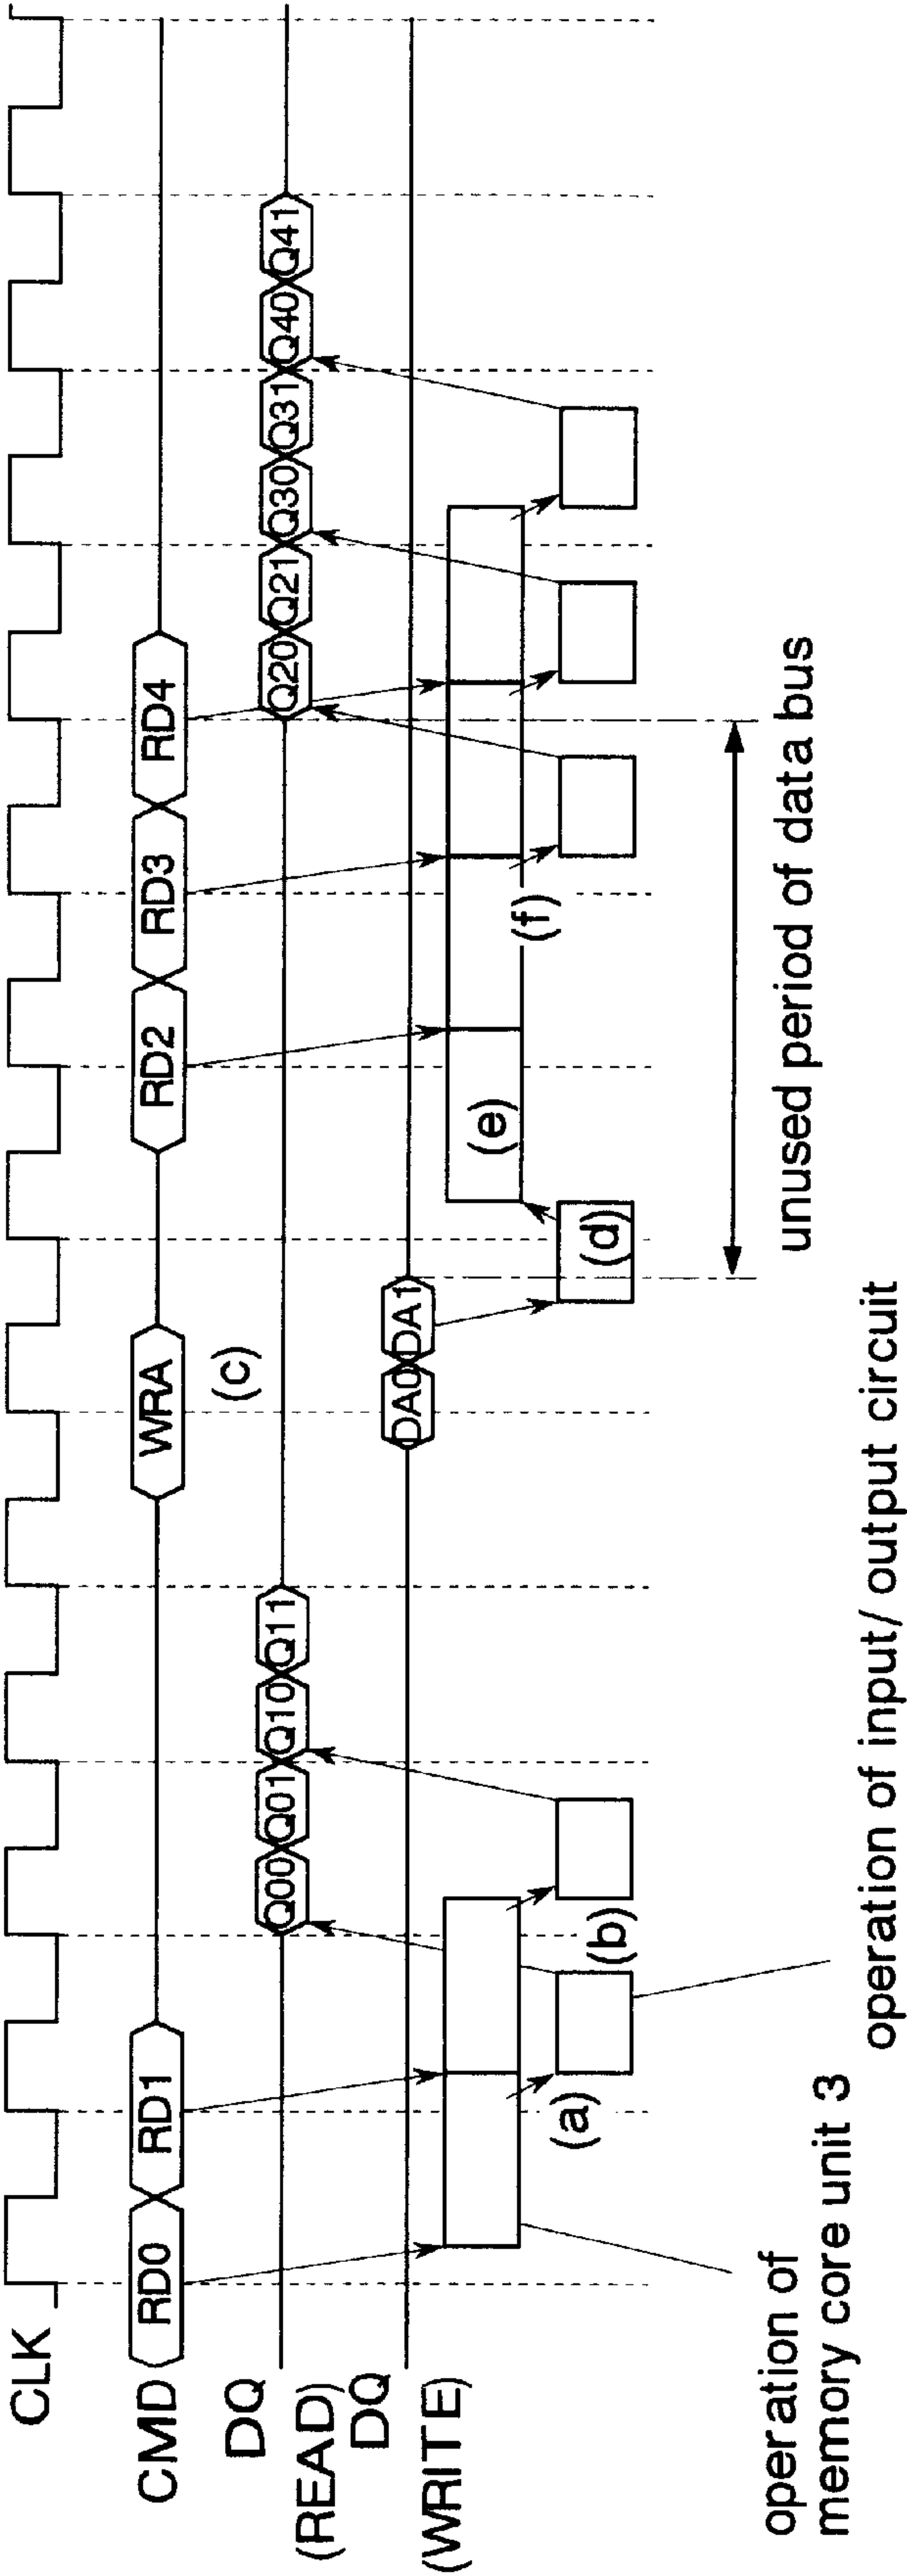 CLK
CMD
RD0
RD1
WRA
RD2
RD3
RD4
(c)
DQ
(READ)
Q00
Q01
Q10
Q11
Q20
Q21
Q30
Q31
Q40
Q41
DQ
(WRITE)
DA0
DA1
(e)
(f)
(a)
(b)
(d)
unused period of data bus
operation of
memory core unit 3
operation of input/ output circuit